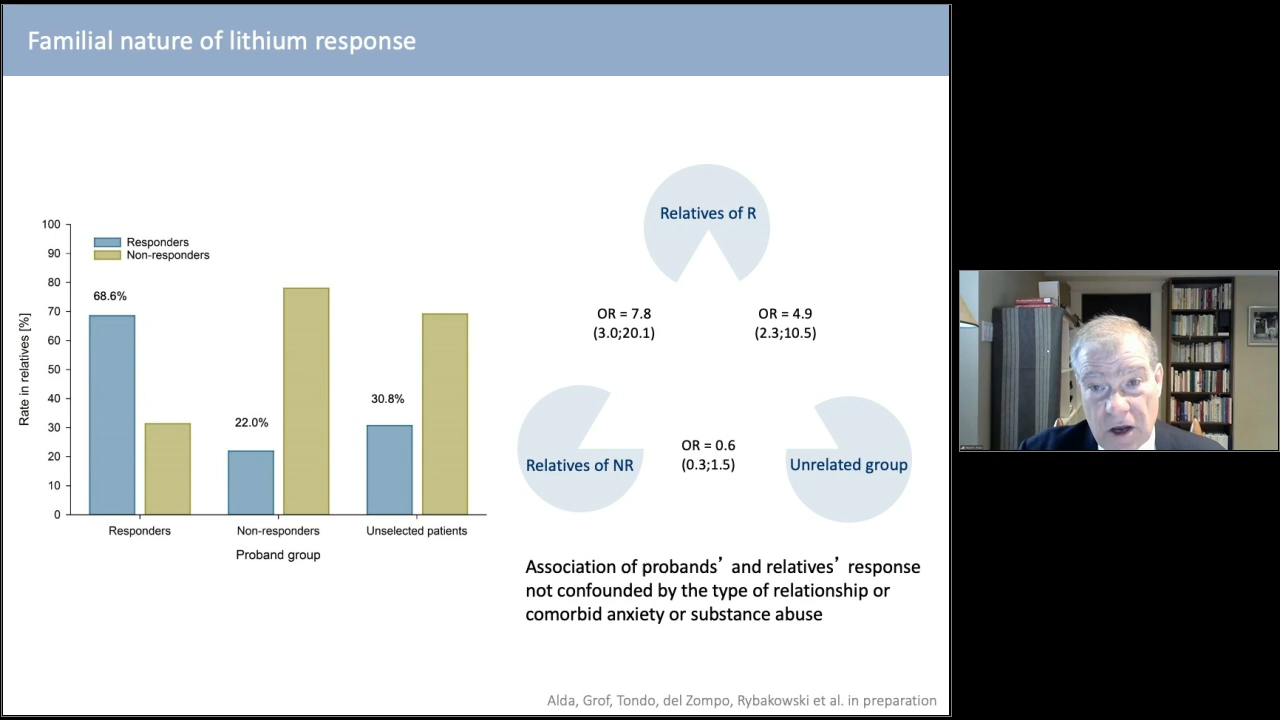 Familial nature of lithium response
100
90
80
70
60
50
40
30
20
10
0
Rate in relatives [%]
Responders
Non-responders
68.6%
22.0%
30.8%
Responders
Non-responders
Unselected patients
Proband group
Relatives of R
OR = 7.8
(3.0;20.1)
OR = 4.9
(2.3;10.5)
Relatives of NR
OR = 0.6
(0.3;1.5)
Unrelated group
Association of probands’ and relatives’ response
not confounded by the type of relationship or
comorbid anxiety or substance abuse
Alda, Grof, Tondo, del Zompo, Rybakowski et al. in preparation